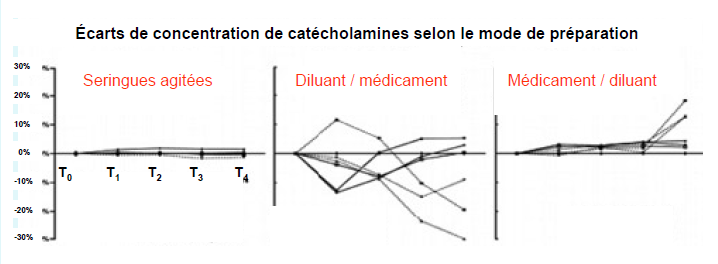 Écarts de concentration de catécholamines selon le mode de préparation
Seringues agitées
Diluant / médicament
Médicament / diluant
30% %
20% %
10% %
0% %
-10% %
-20% %
-30% %
T0 T1 T2 T3 T4